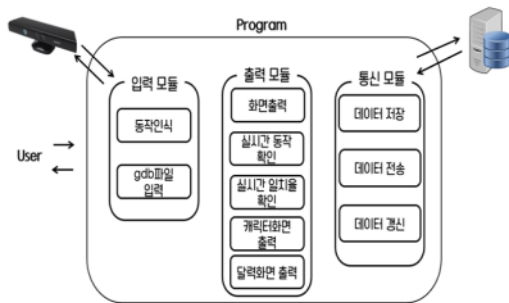 Program
입력 모듈
동작인식
gdb파일
입력
User
출력 모듈
화면출력
실시간 동작
확인
실시간 일치율
확인
캐릭터화면
출력
달력화면 출력
통신 모듈
데이터 저장
데이터 전송
데이터 갱신